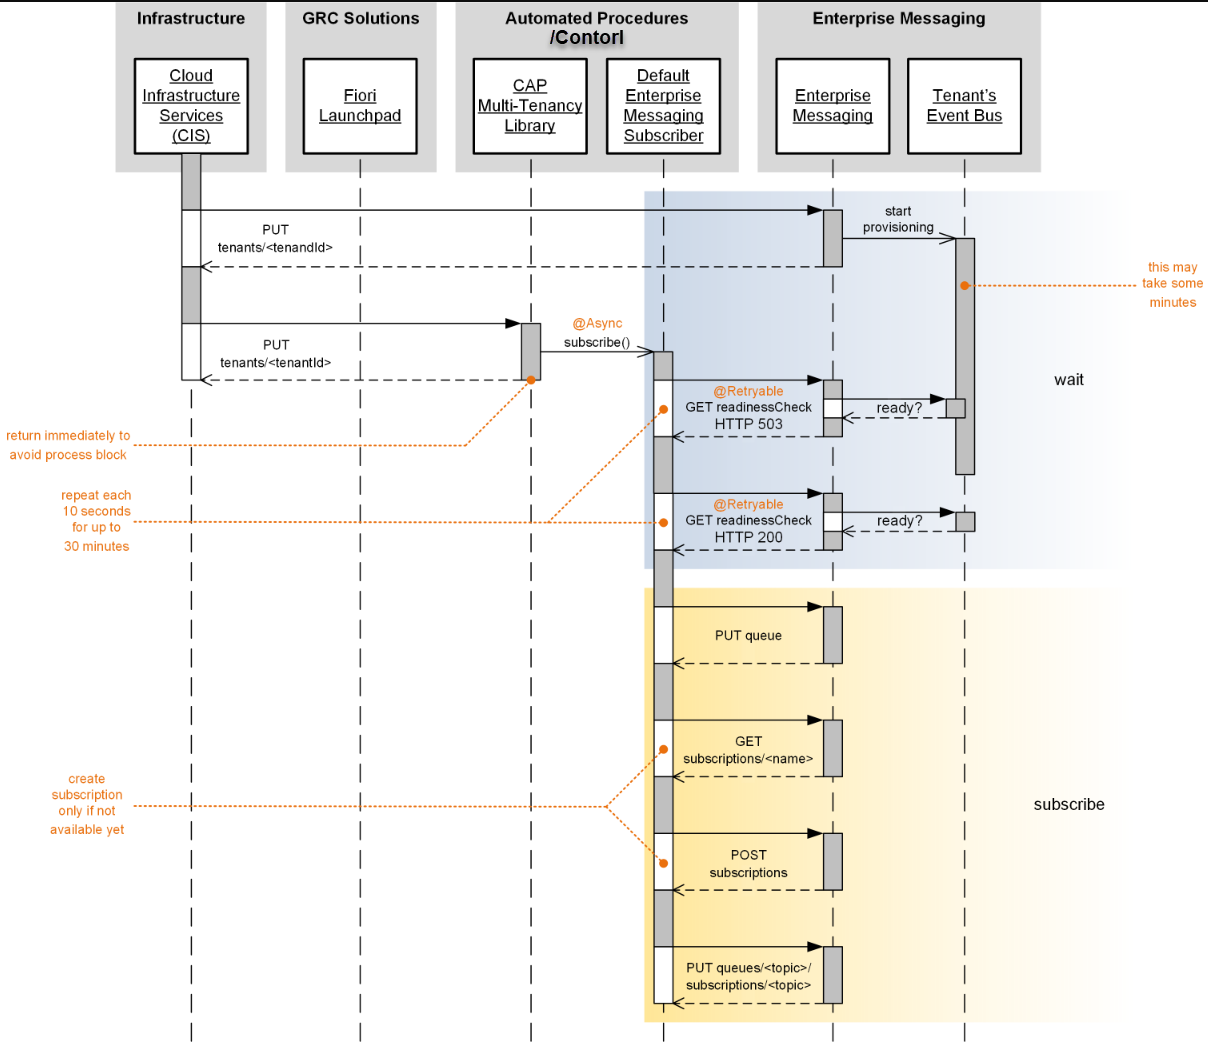 Infrastructure
GRC Solutions
Automated Procedures
/Contorl
Enterprise Messaging
Cloud
Infrastructure
Services
(CIS)
Fiori
Launchpad
CAP
Multi-Tenancy
Library
Default
Enterprise
Messaging
Subscriber
Enterprise
Messaging
Tenant's
Event Bus
PUT
tenants/<tenandId>
start
provisioning
this may
take some
minutes
PUT
tenants/<tenantId>
@Async
subscribe()
wait
@Retryable
GET readinessCheck
HTTP 503
ready?
return immediately to
avoid process block
repeat each
10 seconds
for up to
30 minutes
@Retryable
GET readinessCheck
HTTP 200
ready?
PUT queue
GET
subscriptions/<name>
create
subscription
only if not
available yet
subscribe
POST
subscriptions
PUT queues/<topic>/
subscriptions/<topic>